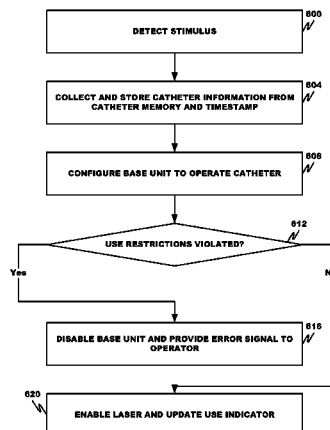 600
DETECT STIMULUS
604
COLLECT AND STORE CATHETER INFORMATION FROM
CATHETER MEMORY AND TIMESTAMP
608
CONFIGURE BASE UNIT TO OPERATE CATHETER
612
USE RESTRICTIONS VIOLATED?
Yes
N
616
DISABLE BASE UNIT AND PROVIDE ERROR SIGNAL TO
OPERATOR
620
ENABLE LASER AND UPDATE USE INDICATOR